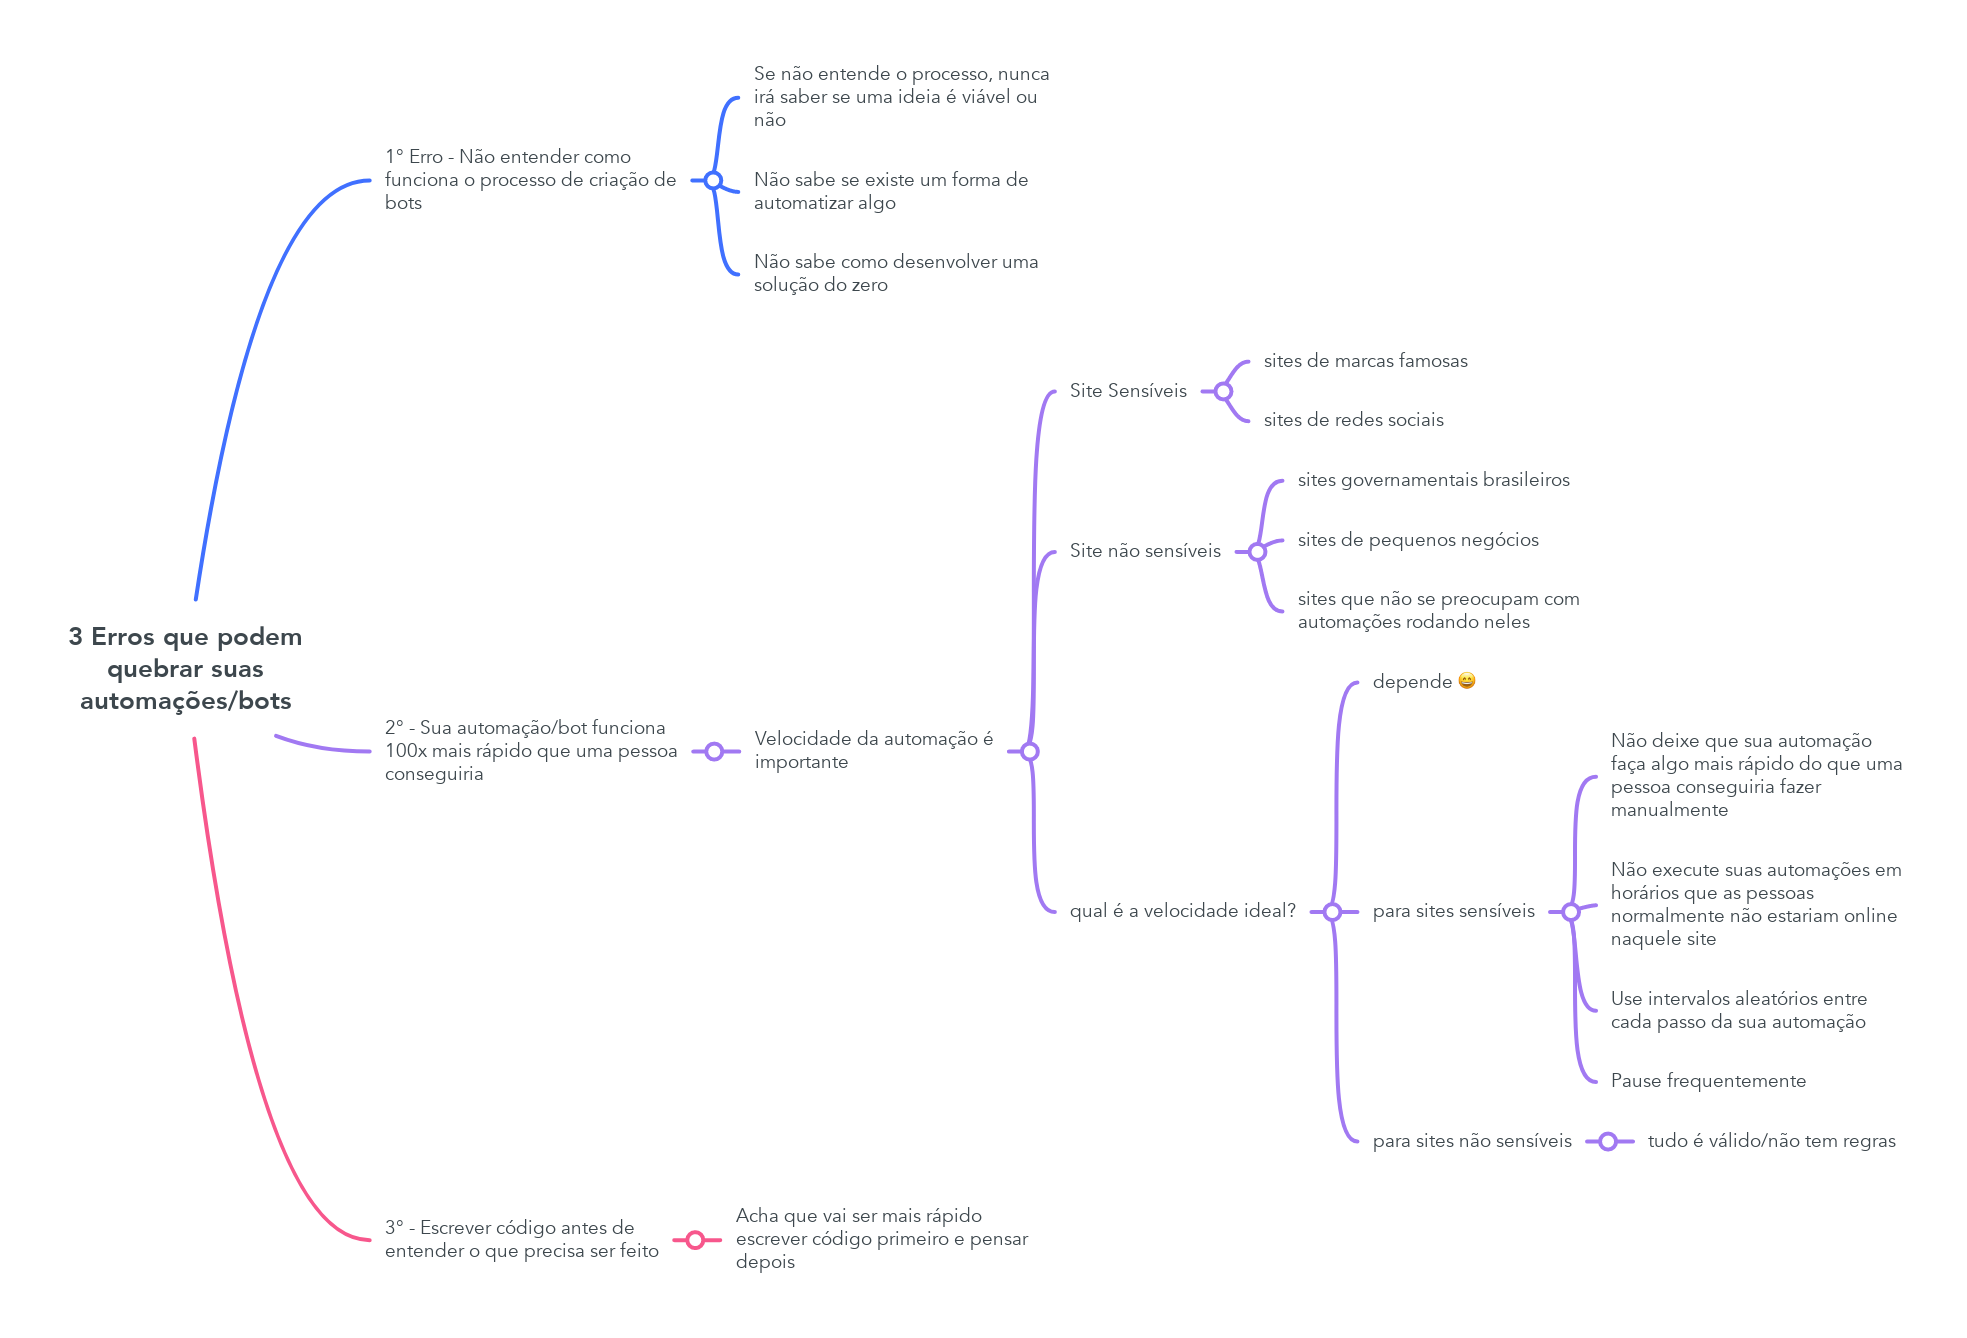 3 Erros que podem
quebrar suas
automações/bots
1° Erro - Não entender como
funciona o processo de criação de
bots
Se não entende o processo, nunca
irá saber se uma ideia é viável ou
não
Não sabe se existe um forma de
automatizar algo
Não sabe como desenvolver uma
solução do zero
2° - Sua automação/bot funciona
100x mais rápido que uma pessoa
conseguiria
Velocidade da automação é
importante
Site Sensíveis
sites de marcas famosas
sites de redes sociais
Site não sensíveis
sites governamentais brasileiros
sites de pequenos negócios
sites que não se preocupam com
automações rodando neles
qual é a velocidade ideal?
depende 😄
para sites sensíveis
Não deixe que sua automação
faça algo mais rápido do que uma
pessoa conseguiria fazer
manualmente
Não execute suas automações em
horários que as pessoas
normalmente não estariam online
naquele site
Use intervalos aleatórios entre
cada passo da sua automação
Pause frequentemente
para sites não sensíveis
tudo é válido/não tem regras
3° - Escrever código antes de
entender o que precisa ser feito
Acha que vai ser mais rápido
escrever código primeiro e pensar
depois